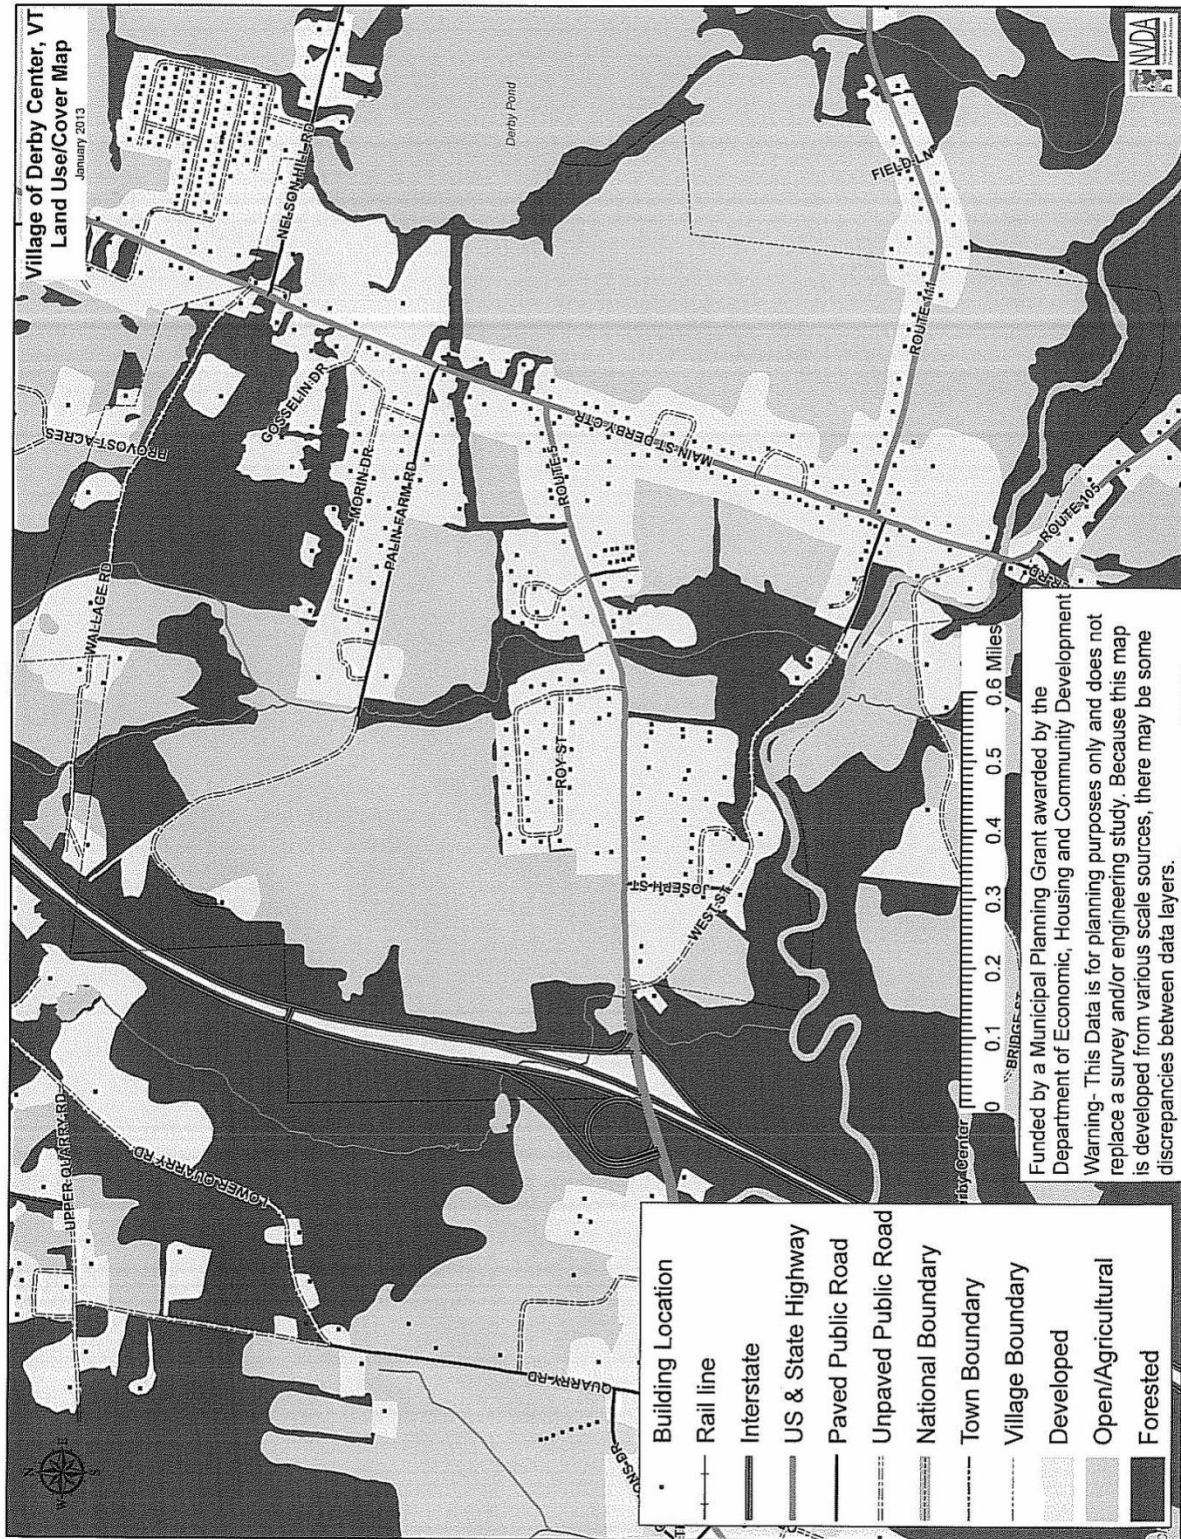 Village of Derby Center, VT
Land Use/Cover Map
January 2013
N
W
E
S
UPPER QUARRY RD
LOWER QUARRY RD
QUARRY RD
WALLACE RD
PROVOST ACRES
GOSSELIN DR
MORIN DR
PALIN FARM RD
NELSON HILL RD
Derby Pond
ROUTE 5
MAIN ST DERBY CTR
ROY ST
JOSEPH ST
WEST ST
FIELD LN
ROUTE 111
ROUTE 105
BRIDGE ST
Building Location
Rail line
Interstate
US & State Highway
Paved Public Road
Unpaved Public Road
National Boundary
Town Boundary
Village Boundary
Developed
Open/Agricultural
Forested
0 0.1 0.2 0.3 0.4 0.5 0.6 Miles
Funded by a Municipal Planning Grant awarded by the
Department of Economic, Housing and Community Development
Warning- This Data is for planning purposes only and does not
replace a survey and/or engineering study. Because this map
is developed from various scale sources, there may be some
discrepancies between data layers.
NVDA